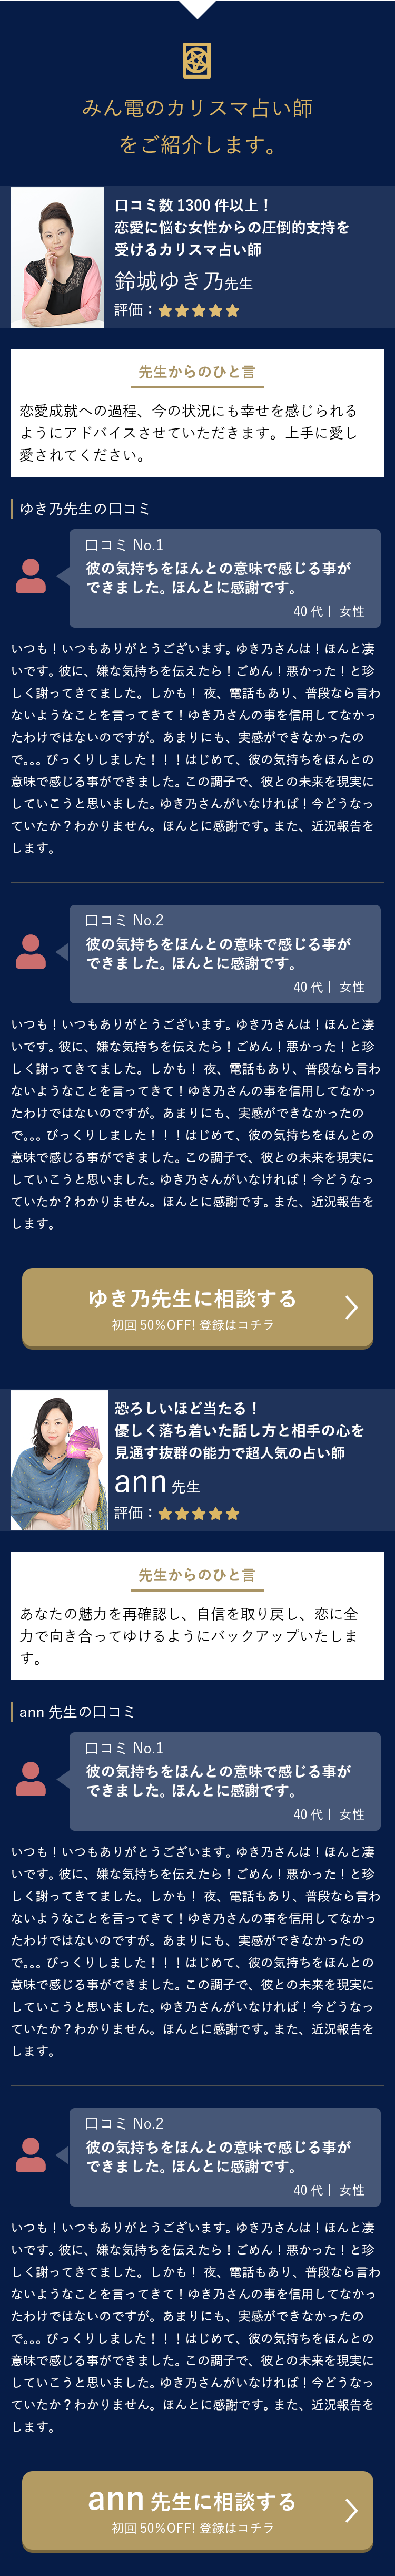 みん電のカリスマ占い師
をご紹介します。
口コミ数 1300 件以上！
恋愛に悩む女性からの圧倒的支持を
受けるカリスマ占い師
鈴城ゆき乃先生
評価：★★★★★
先生からのひと言
恋愛成就への過程、今の状況にも幸せを感じられる
ようにアドバイスさせていただきます。上手に愛し
愛されてください。
ゆき乃先生の口コミ
口コミ No.1
彼の気持ちをほんとの意味で感じる事が
できました。ほんとに感謝です。
40 代｜ 女性
いつも！いつもありがとうございます。ゆき乃さんは！ほんと凄
いです。彼に、嫌な気持ちを伝えたら！ごめん！悪かった！と珍
しく謝ってきてました。しかも！ 夜、電話もあり、普段なら言わ
ないようなことを言ってきて！ゆき乃さんの事を信用してなかっ
たわけではないのですが。あまりにも、実感ができなかったの
で。。。びっくりしました！！！はじめて、彼の気持ちをほんとの
意味で感じる事ができました。この調子で、彼との未来を現実に
していこうと思いました。ゆき乃さんがいなければ！今どうなっ
ていたか？わかりません。ほんとに感謝です。また、近況報告を
します。
口コミ No.2
彼の気持ちをほんとの意味で感じる事が
できました。ほんとに感謝です。
40 代｜ 女性
いつも！いつもありがとうございます。ゆき乃さんは！ほんと凄
いです。彼に、嫌な気持ちを伝えたら！ごめん！悪かった！と珍
しく謝ってきてました。しかも！ 夜、電話もあり、普段なら言わ
ないようなことを言ってきて！ゆき乃さんの事を信用してなかっ
たわけではないのですが。あまりにも、実感ができなかったの
で。。。びっくりしました！！！はじめて、彼の気持ちをほんとの
意味で感じる事ができました。この調子で、彼との未来を現実に
していこうと思いました。ゆき乃さんがいなければ！今どうなっ
ていたか？わかりません。ほんとに感謝です。また、近況報告を
します。
ゆき乃先生に相談する
初回 50%OFF! 登録はコチラ
恐ろしいほど当たる！
優しく落ち着いた話し方と相手の心を
見通す抜群の能力で超人気の占い師
ann 先生
評価：★★★★★
先生からのひと言
あなたの魅力を再確認し、自信を取り戻し、恋に全
力で向き合ってゆけるようにバックアップいたしま
す。
ann 先生の口コミ
口コミ No.1
彼の気持ちをほんとの意味で感じる事が
できました。ほんとに感謝です。
40 代｜ 女性
いつも！いつもありがとうございます。ゆき乃さんは！ほんと凄
いです。彼に、嫌な気持ちを伝えたら！ごめん！悪かった！と珍
しく謝ってきてました。しかも！ 夜、電話もあり、普段なら言わ
ないようなことを言ってきて！ゆき乃さんの事を信用してなかっ
たわけではないのですが。あまりにも、実感ができなかったの
で。。。びっくりしました！！！はじめて、彼の気持ちをほんとの
意味で感じる事ができました。この調子で、彼との未来を現実に
していこうと思いました。ゆき乃さんがいなければ！今どうなっ
ていたか？わかりません。ほんとに感謝です。また、近況報告を
します。
口コミ No.2
彼の気持ちをほんとの意味で感じる事が
できました。ほんとに感謝です。
40 代｜ 女性
いつも！いつもありがとうございます。ゆき乃さんは！ほんと凄
いです。彼に、嫌な気持ちを伝えたら！ごめん！悪かった！と珍
しく謝ってきてました。しかも！ 夜、電話もあり、普段なら言わ
ないようなことを言ってきて！ゆき乃さんの事を信用してなかっ
たわけではないのですが。あまりにも、実感ができなかったの
で。。。びっくりしました！！！はじめて、彼の気持ちをほんとの
意味で感じる事ができました。この調子で、彼との未来を現実に
していこうと思いました。ゆき乃さんがいなければ！今どうなっ
ていたか？わかりません。ほんとに感謝です。また、近況報告を
します。
ann 先生に相談する
初回 50%OFF! 登録はコチラ